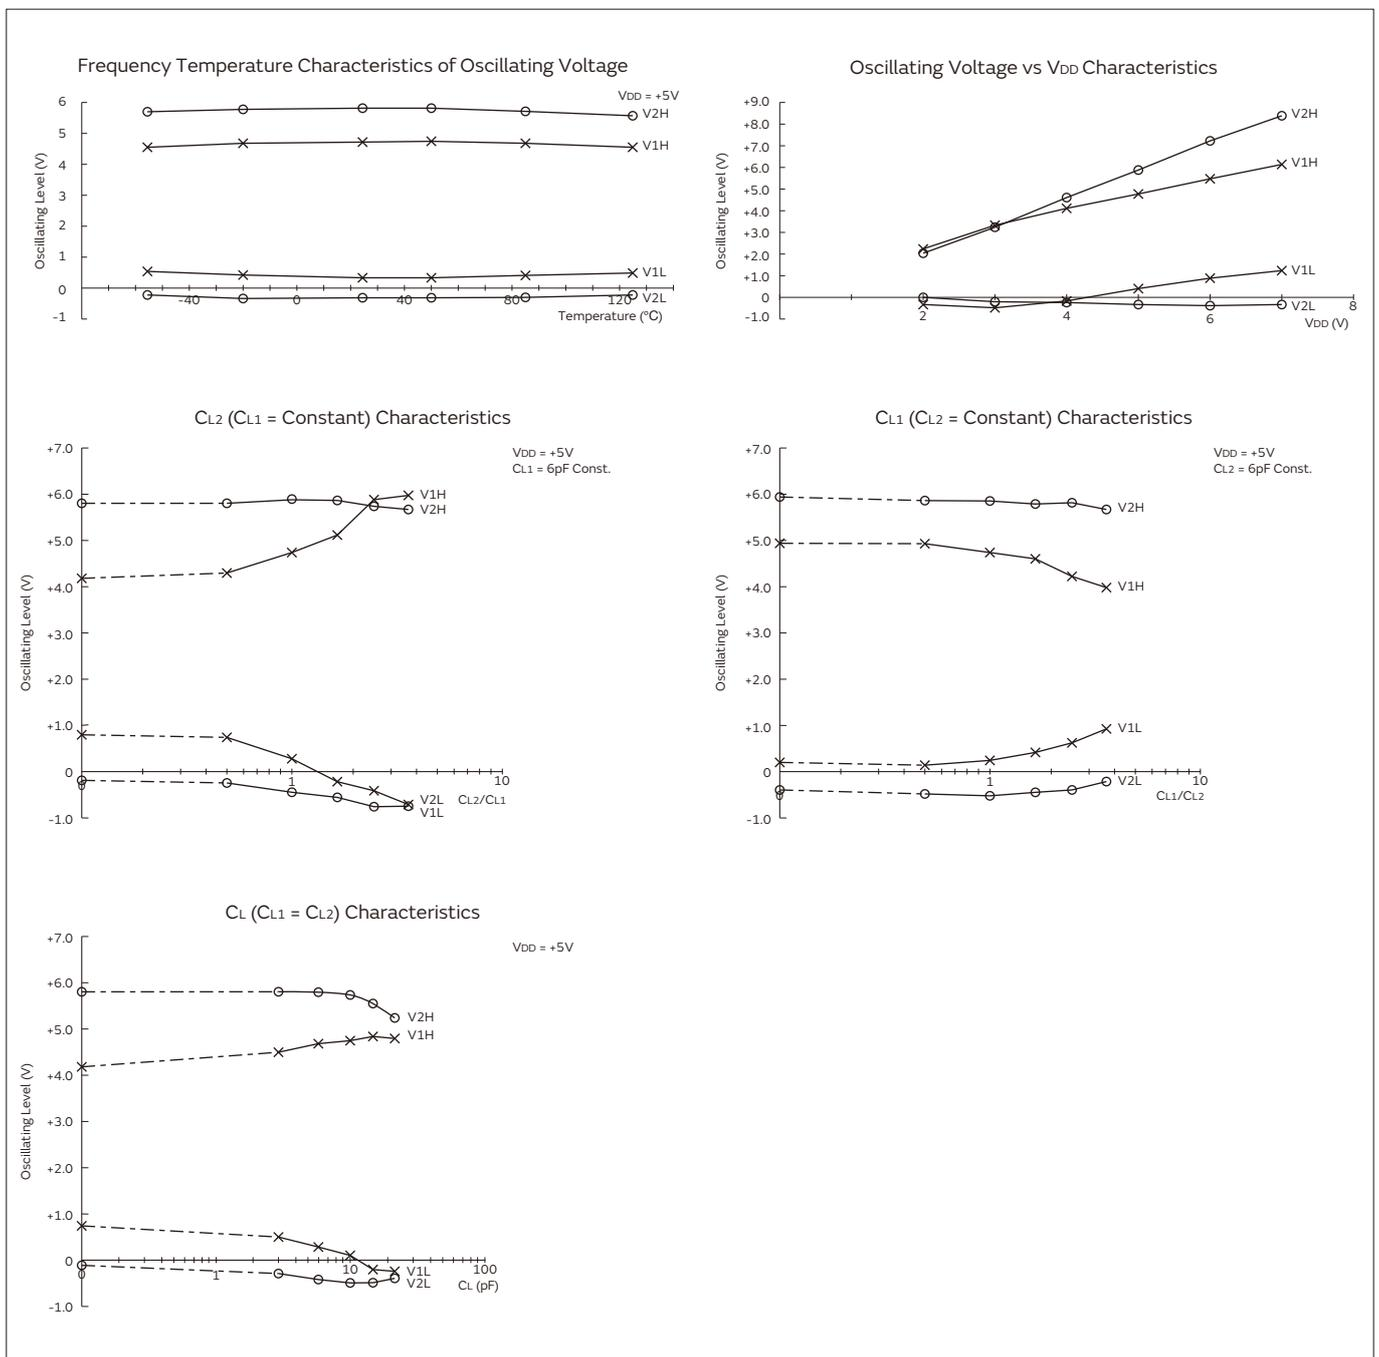 Frequency Temperature Characteristics of Oscillating Voltage
VDD = +5V
6
5
4
3
2
1
0
-1
Oscillating Level (V)
V2H
V1H
V1L
V2L
-40
0
40
80
120
Temperature (°C)
Oscillating Voltage vs VDD Characteristics
+9.0
+8.0
+7.0
+6.0
+5.0
+4.0
+3.0
+2.0
+1.0
0
-1.0
Oscillating Level (V)
V2H
V1H
V1L
V2L
2
4
6
8
VDD (V)
CL2 (CL1 = Constant) Characteristics
VDD = +5V
CL1 = 6pF Const.
+7.0
+6.0
+5.0
+4.0
+3.0
+2.0
+1.0
0
-1.0
Oscillating Level (V)
V1H
V2H
V2L
V1L
0
1
10
CL2/CL1
CL1 (CL2 = Constant) Characteristics
VDD = +5V
CL2 = 6pF Const.
+7.0
+6.0
+5.0
+4.0
+3.0
+2.0
+1.0
0
-1.0
Oscillating Level (V)
V2H
V1H
V1L
V2L
0
1
10
CL1/CL2
CL (CL1 = CL2) Characteristics
VDD = +5V
+7.0
+6.0
+5.0
+4.0
+3.0
+2.0
+1.0
0
-1.0
Oscillating Level (V)
V2H
V1H
V1L
V2L
0
1
10
100
CL (pF)